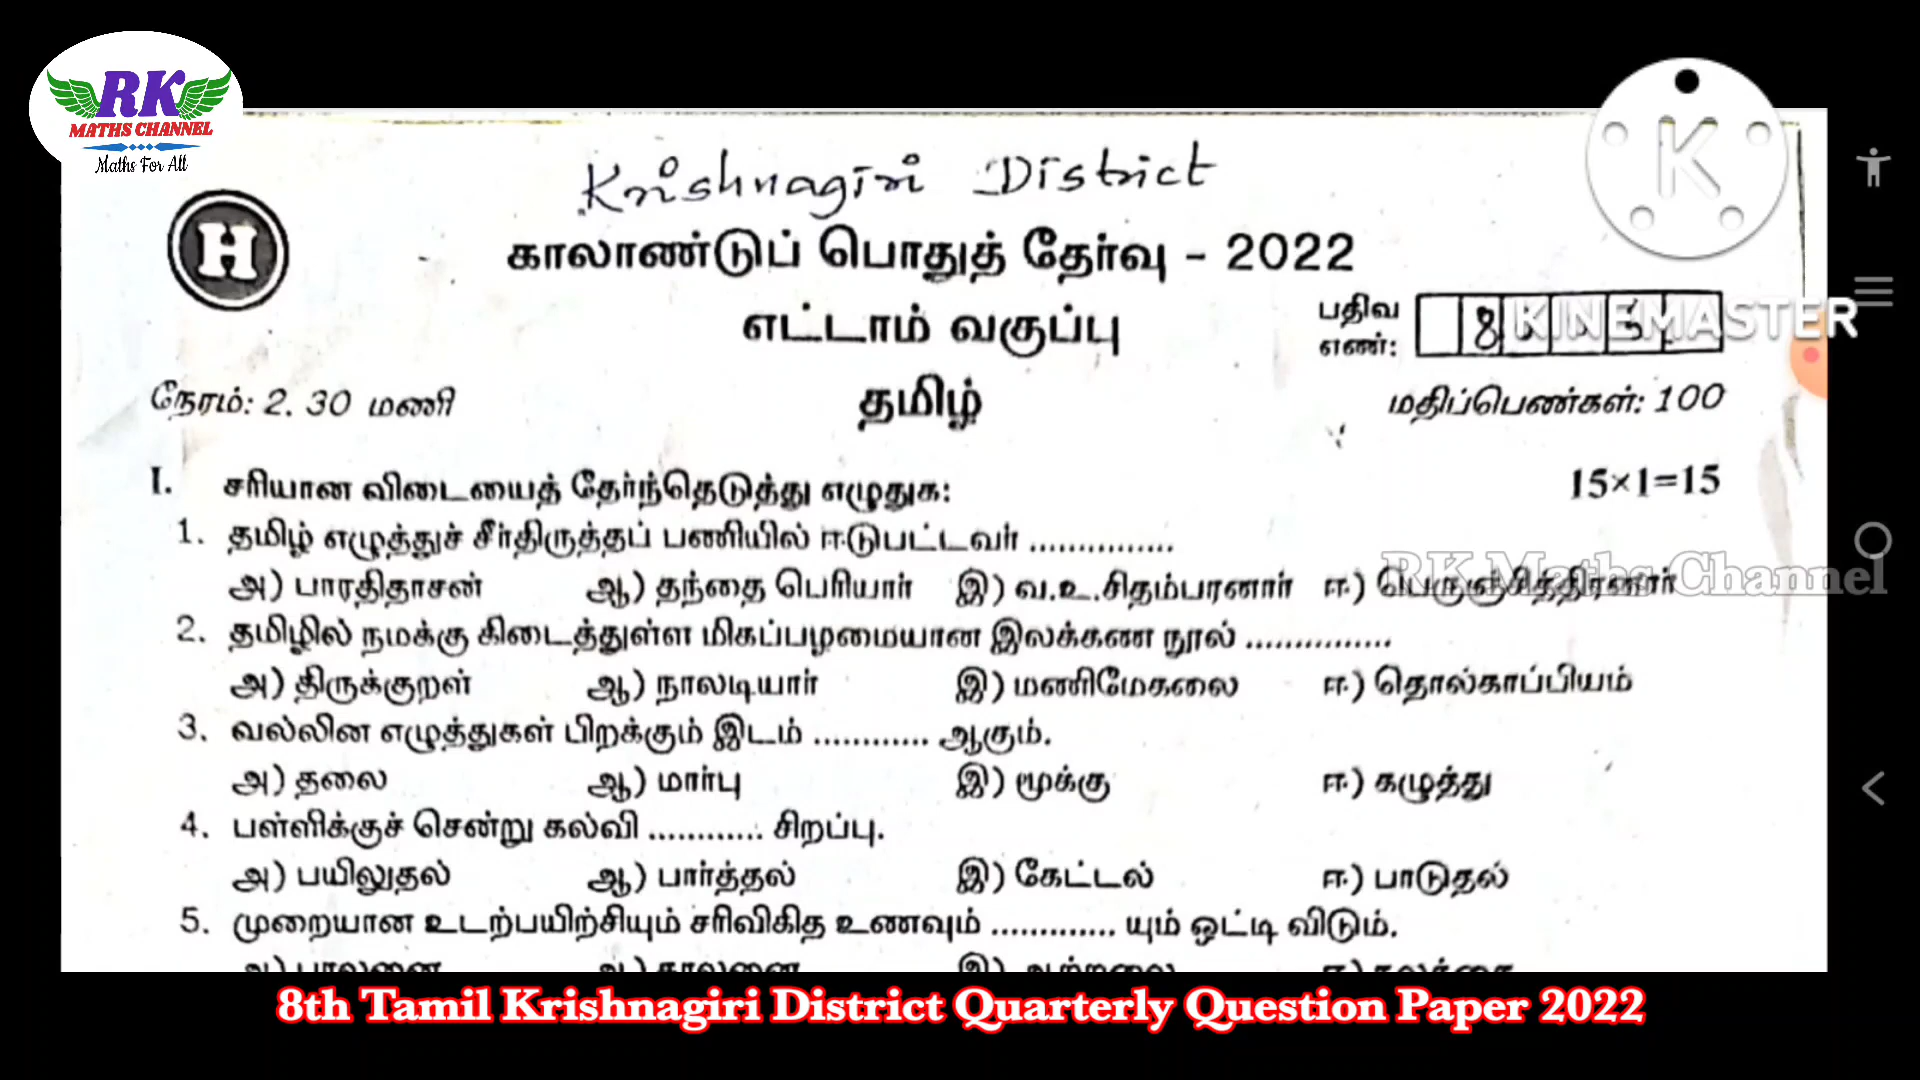 RK
MATHS CHANNEL
Maths For All
Krishnagiri District
H
காலாண்டுப் பொதுத் தேர்வு - 2022
K
எட்டாம் வகுப்பு
பதிவ எண்: 8
KINEMASTER
நேரம்: 2. 30 மணி
தமிழ்
மதிப்பெண்கள்: 100
I. சரியான விடையைத் தேர்ந்தெடுத்து எழுதுக: 15×1=15
1. தமிழ் எழுத்துச் சீர்திருத்தப் பணியில் ஈடுபட்டவர் ...............
RK Maths Channel
அ) பாரதிதாசன் ஆ) தந்தை பெரியார் இ) வ.உ.சிதம்பரனார் ஈ) பெருஞ்சித்திரனார்
2. தமிழில் நமக்கு கிடைத்துள்ள மிகப்பழமையான இலக்கண நூல் ...............
அ) திருக்குறள் ஆ) நாலடியார் இ) மணிமேகலை ஈ) தொல்காப்பியம்
3. வல்லின எழுத்துகள் பிறக்கும் இடம் ............ ஆகும்.
அ) தலை ஆ) மார்பு இ) மூக்கு ஈ) கழுத்து
4. பள்ளிக்குச் சென்று கல்வி ............ சிறப்பு.
அ) பயிலுதல் ஆ) பார்த்தல் இ) கேட்டல் ஈ) பாடுதல்
5. முறையான உடற்பயிற்சியும் சரிவிகித உணவும் ............. யும் ஓட்டி விடும்.
8th Tamil Krishnagiri District Quarterly Question Paper 2022